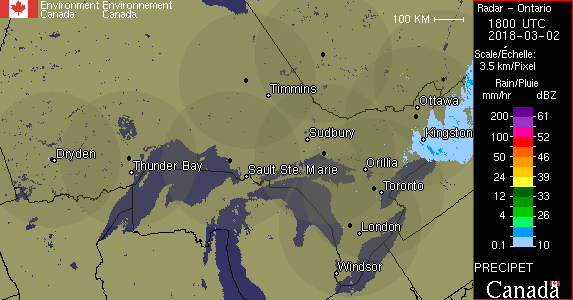 Environment Environnement
Canada Canada
Radar - Ontario
1800 UTC
2018-03-02
100 KM
Scale/Échelle:
3.5 km/Pixel
Rain/Pluie
mm/hr dBZ
200 61
100 52
50 46
24 39
12 33
4 26
1 20
0.1 10
PRECIPET
Canada
Timmins
Ottawa
Sudbury
Kingston
Dryden
Thunder Bay
Sault Ste. Marie
Orillia
Toronto
London
Windsor